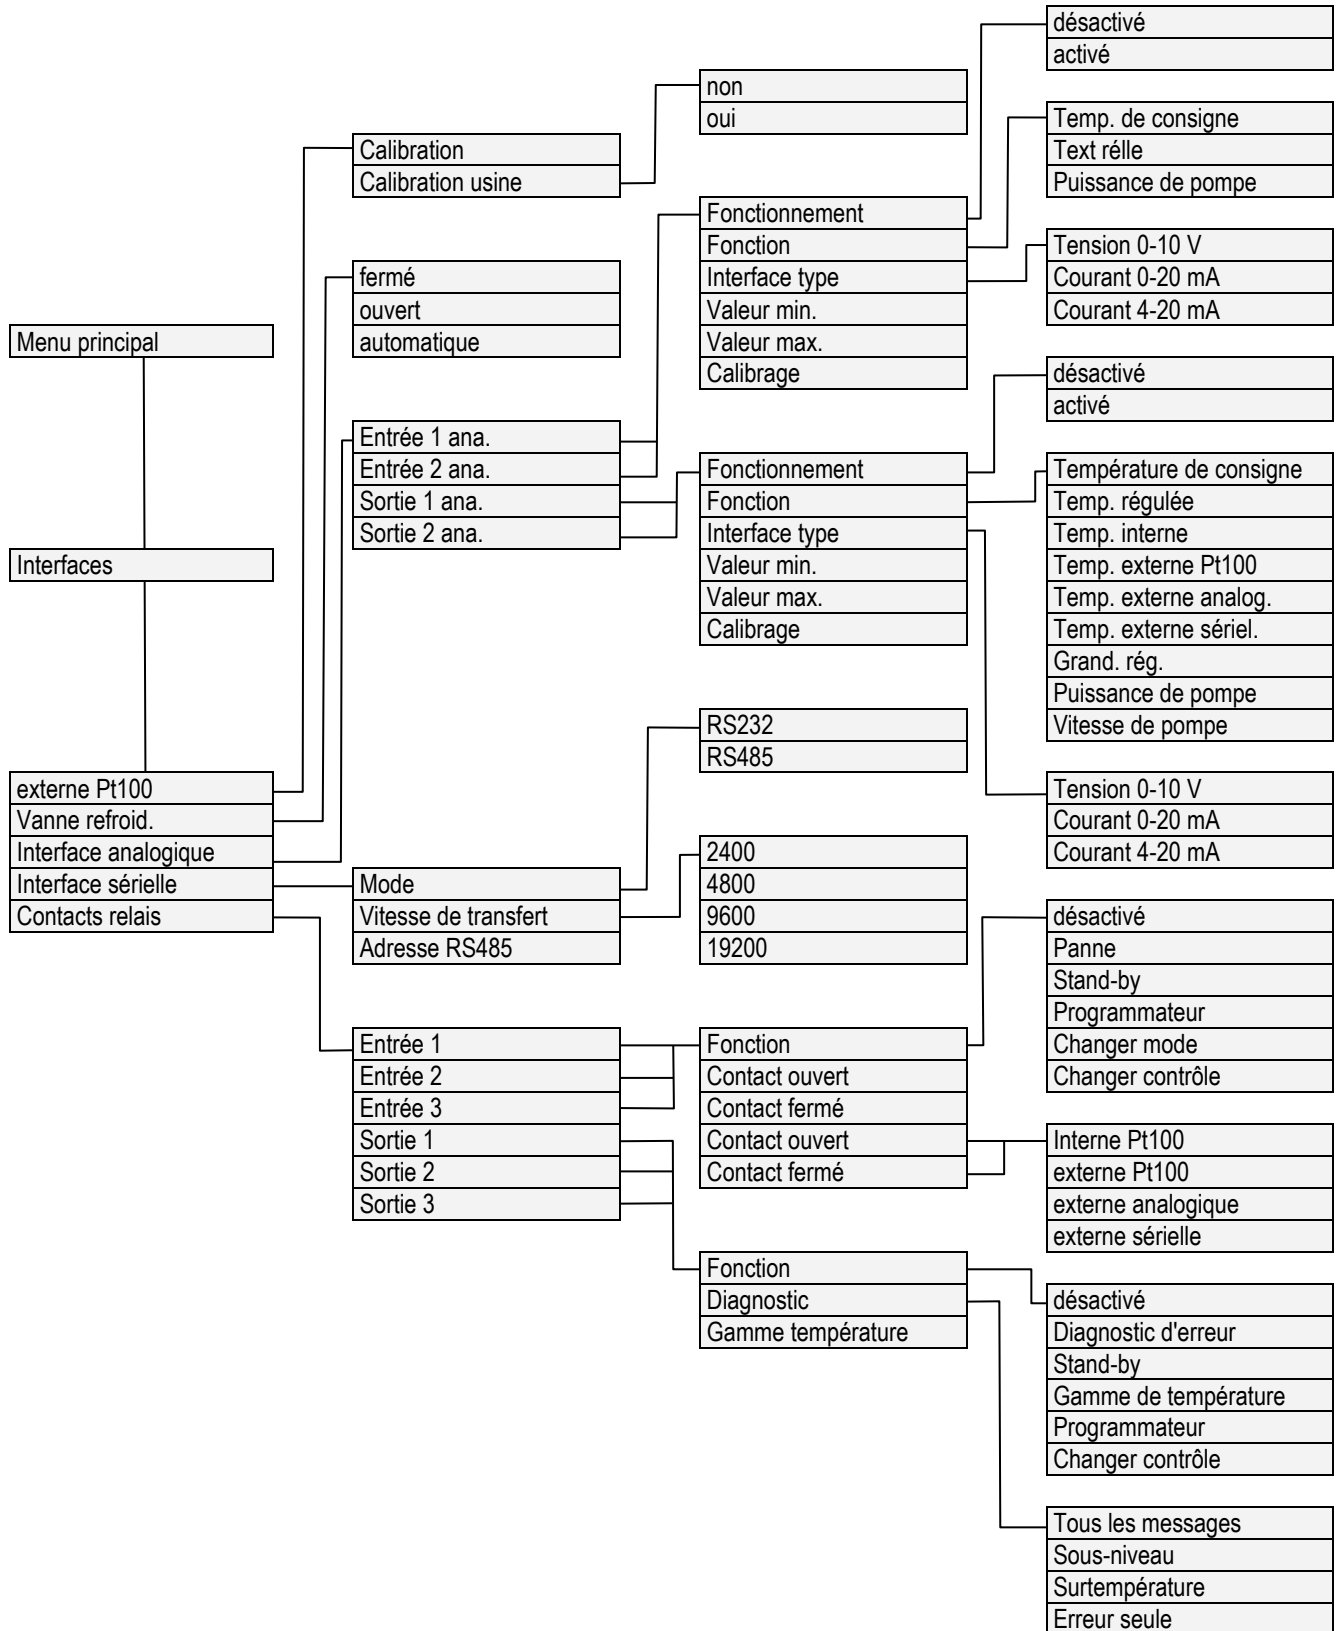 Menu principal
Interfaces
externe Pt100
Vanne refroid.
Interface analogique
Interface sérielle
Contacts relais
Calibration
Calibration usine
fermé
ouvert
automatique
Entrée 1 ana.
Entrée 2 ana.
Sortie 1 ana.
Sortie 2 ana.
Mode
Vitesse de transfert
Adresse RS485
Entrée 1
Entrée 2
Entrée 3
Sortie 1
Sortie 2
Sortie 3
non
oui
Fonctionnement
Fonction
Interface type
Valeur min.
Valeur max.
Calibrage
Fonctionnement
Fonction
Interface type
Valeur min.
Valeur max.
Calibrage
RS232
RS485
2400
4800
9600
19200
Fonction
Contact ouvert
Contact fermé
Contact ouvert
Contact fermé
Fonction
Diagnostic
Gamme température
désactivé
activé
Temp. de consigne
Text rélle
Puissance de pompe
Tension 0-10 V
Courant 0-20 mA
Courant 4-20 mA
désactivé
activé
Température de consigne
Temp. régulée
Temp. interne
Temp. externe Pt100
Temp. externe analog.
Temp. externe sériel.
Grand. rég.
Puissance de pompe
Vitesse de pompe
Tension 0-10 V
Courant 0-20 mA
Courant 4-20 mA
désactivé
Panne
Stand-by
Programmateur
Changer mode
Changer contrôle
Interne Pt100
externe Pt100
externe analogique
externe sérielle
désactivé
Diagnostic d'erreur
Stand-by
Gamme de température
Programmateur
Changer contrôle
Tous les messages
Sous-niveau
Surtempérature
Erreur seule